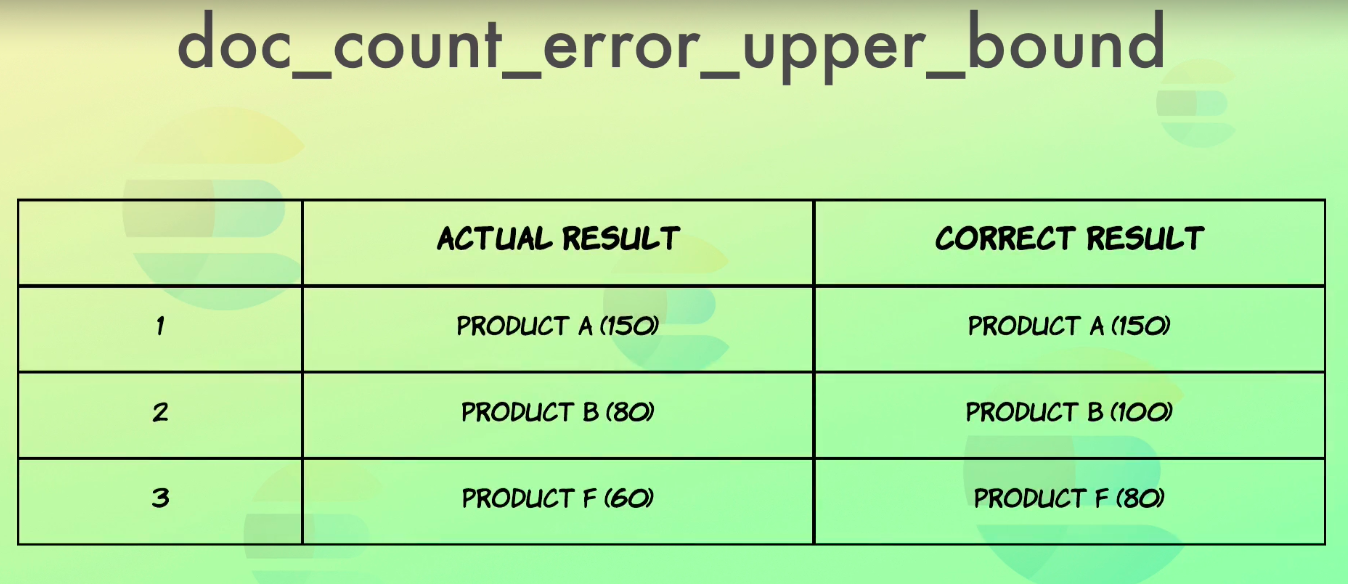 doc_count_error_upper_bound
ACTUAL RESULT CORRECT RESULT
1 PRODUCT A (150) PRODUCT A (150)
2 PRODUCT B (80) PRODUCT B (100)
3 PRODUCT F (60) PRODUCT F (80)